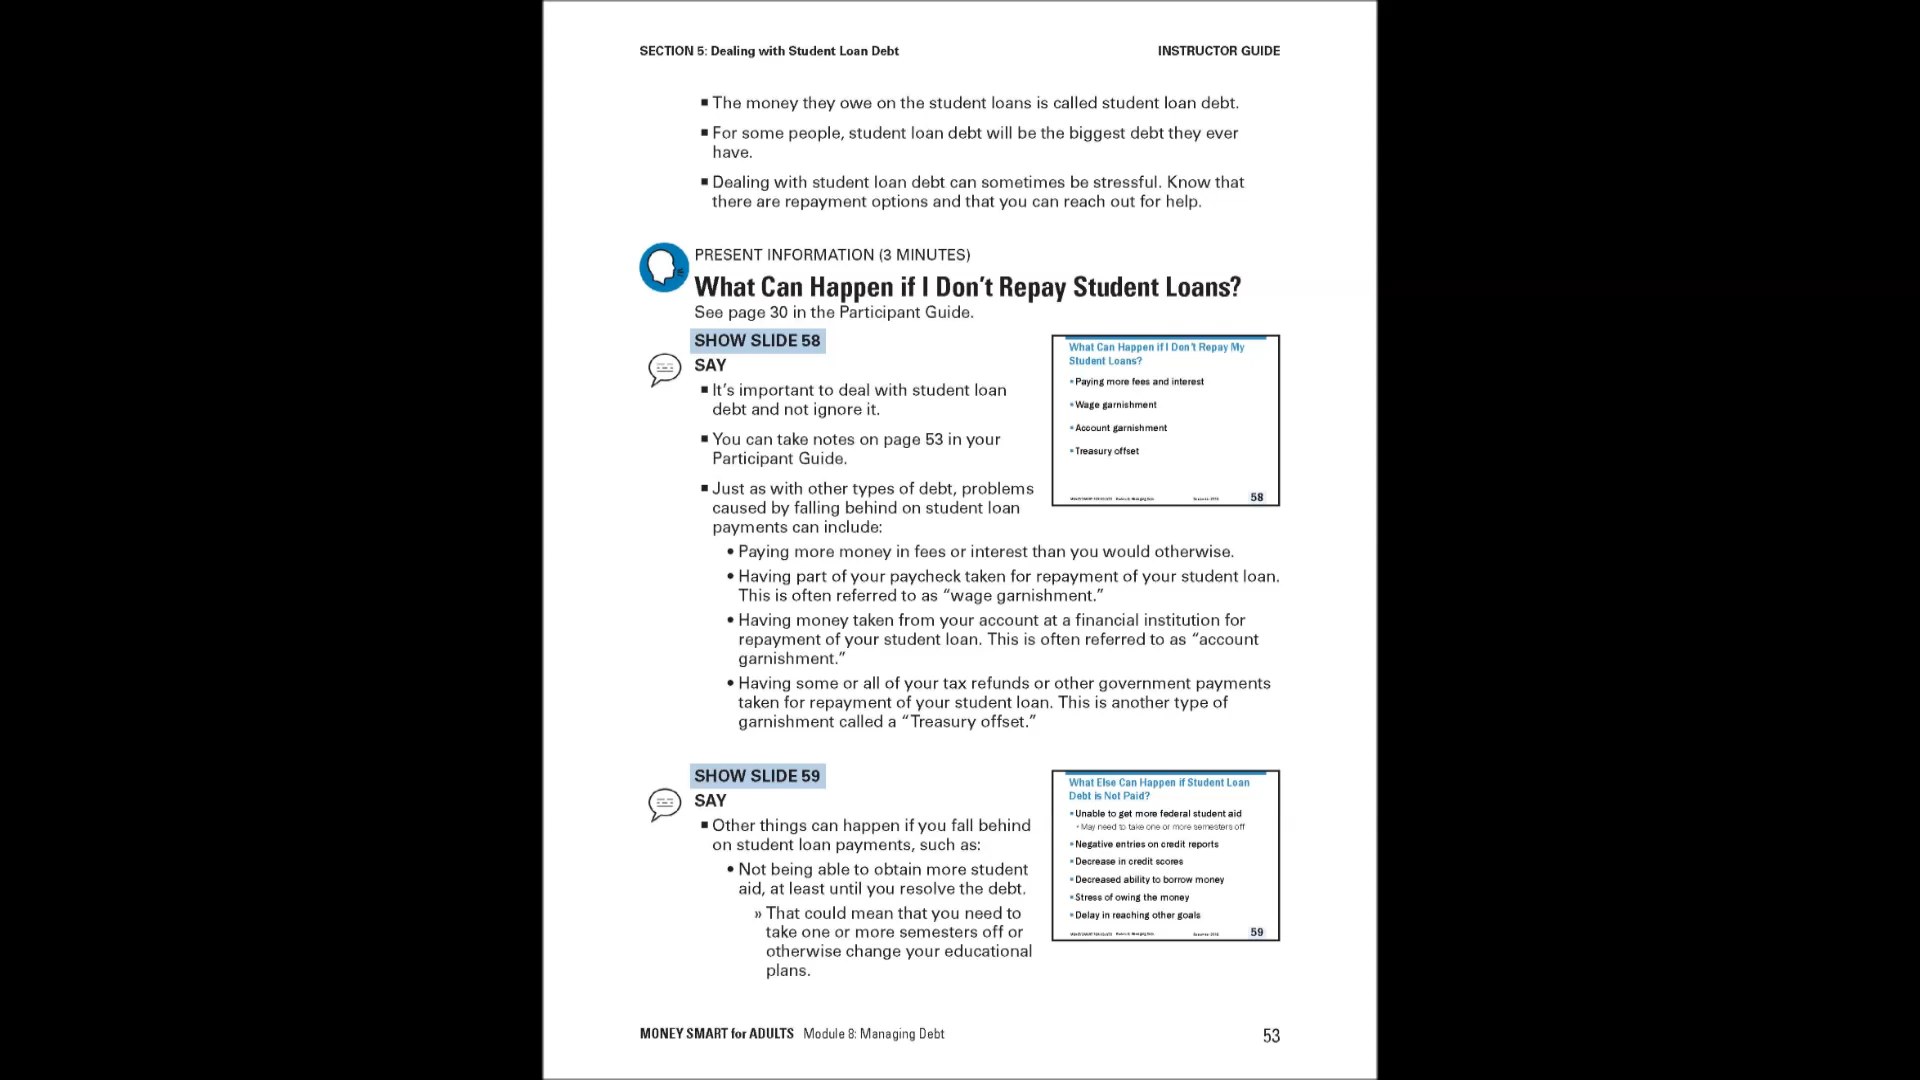 SECTION 5: Dealing with Student Loan Debt
INSTRUCTOR GUIDE
▪ The money they owe on the student loans is called student loan debt.
▪ For some people, student loan debt will be the biggest debt they ever
have.
▪ Dealing with student loan debt can sometimes be stressful. Know that
there are repayment options and that you can reach out for help.
PRESENT INFORMATION (3 MINUTES)
What Can Happen if I Don’t Repay Student Loans?
See page 30 in the Participant Guide.
SHOW SLIDE 58
SAY
▪ It’s important to deal with student loan
debt and not ignore it.
▪ You can take notes on page 53 in your
Participant Guide.
▪ Just as with other types of debt, problems
caused by falling behind on student loan
payments can include:
• Paying more money in fees or interest than you would otherwise.
• Having part of your paycheck taken for repayment of your student loan.
This is often referred to as “wage garnishment.”
• Having money taken from your account at a financial institution for
repayment of your student loan. This is often referred to as “account
garnishment.”
• Having some or all of your tax refunds or other government payments
taken for repayment of your student loan. This is another type of
garnishment called a “Treasury offset.”
What Can Happen if I Don’t Repay My
Student Loans?
▪ Paying more fees and interest
▪ Wage garnishment
▪ Account garnishment
▪ Treasury offset
MONEY SMART FOR ADULTS Module 8: Managing Debt
58
SHOW SLIDE 59
SAY
▪ Other things can happen if you fall behind
on student loan payments, such as:
• Not being able to obtain more student
aid, at least until you resolve the debt.
» That could mean that you need to
take one or more semesters off or
otherwise change your educational
plans.
What Else Can Happen if Student Loan
Debt is Not Paid?
▪ Unable to get more federal student aid
▪ May need to take one or more semesters off
▪ Negative entries on credit reports
▪ Decrease in credit scores
▪ Decreased ability to borrow money
▪ Stress of owing the money
▪ Delay in reaching other goals
MONEY SMART FOR ADULTS Module 8: Managing Debt
59
MONEY SMART for ADULTS Module 8: Managing Debt
53